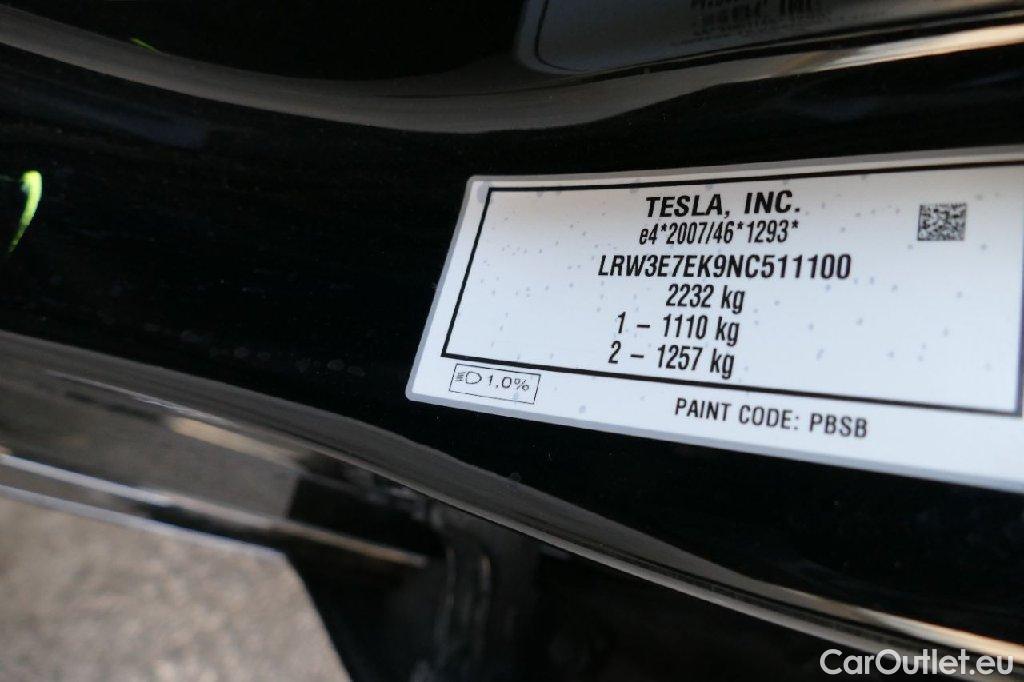 TESLA, INC.
e4*2007/46*1293*
LRW3E7EK9NC511100
2232 kg
1 – 1110 kg
2 – 1257 kg
1,0%
PAINT CODE: PBSB
CarOutlet.eu